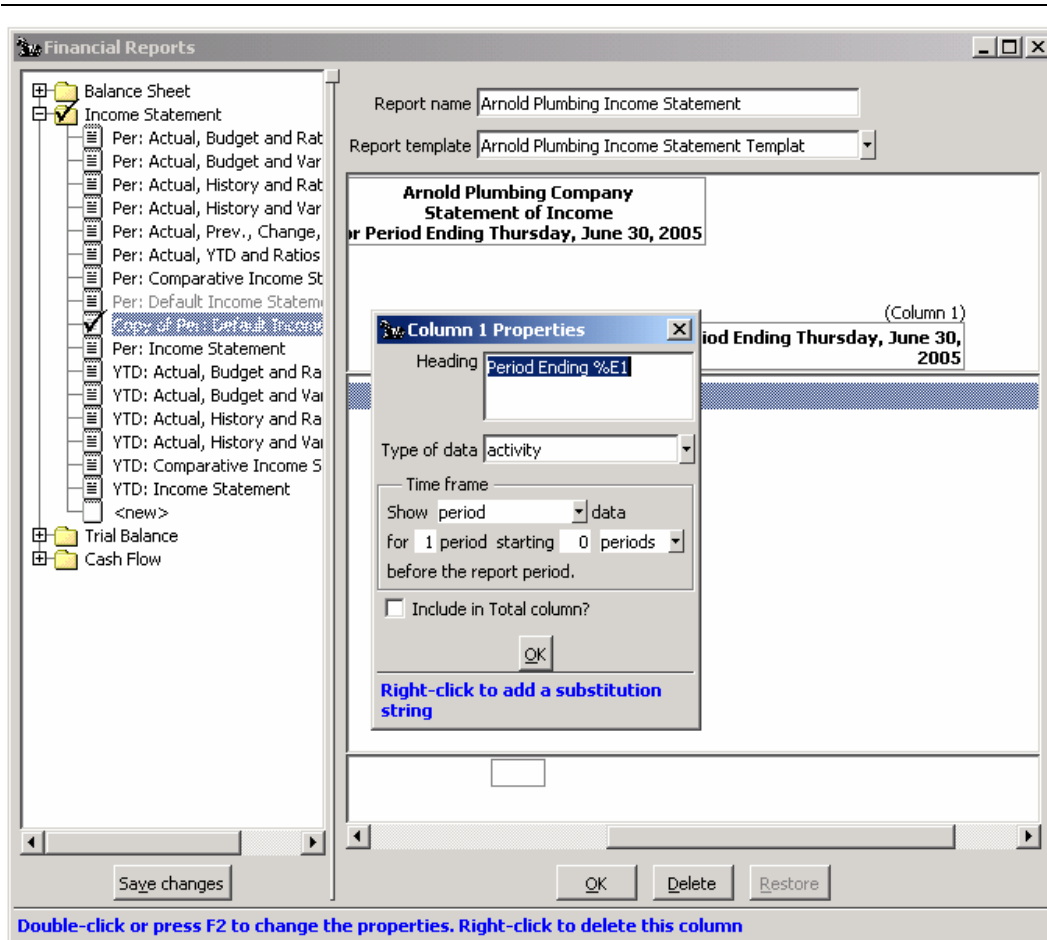 Financial Reports
Balance Sheet
Income Statement
Per: Actual, Budget and Rat
Per: Actual, Budget and Var
Per: Actual, History and Rat
Per: Actual, History and Var
Per: Actual, Prev., Change,
Per: Actual, YTD and Ratios
Per: Comparative Income St
Per: Default Income Stateme
Copy of Per: Default Income
Per: Income Statement
YTD: Actual, Budget and Ra
YTD: Actual, Budget and Var
YTD: Actual, History and Ra
YTD: Actual, History and Var
YTD: Comparative Income S
YTD: Income Statement
<new>
Trial Balance
Cash Flow
Save changes
Report name Arnold Plumbing Income Statement
Report template Arnold Plumbing Income Statement Templat
Arnold Plumbing Company
Statement of Income
or Period Ending Thursday, June 30, 2005
(Column 1)
iod Ending Thursday, June 30,
2005
Column 1 Properties
Heading Period Ending %E1
Type of data activity
Time frame
Show period data
for 1 period starting 0 periods
before the report period.
Include in Total column?
OK
Right-click to add a substitution
string
OK Delete Restore
Double-click or press F2 to change the properties. Right-click to delete this column